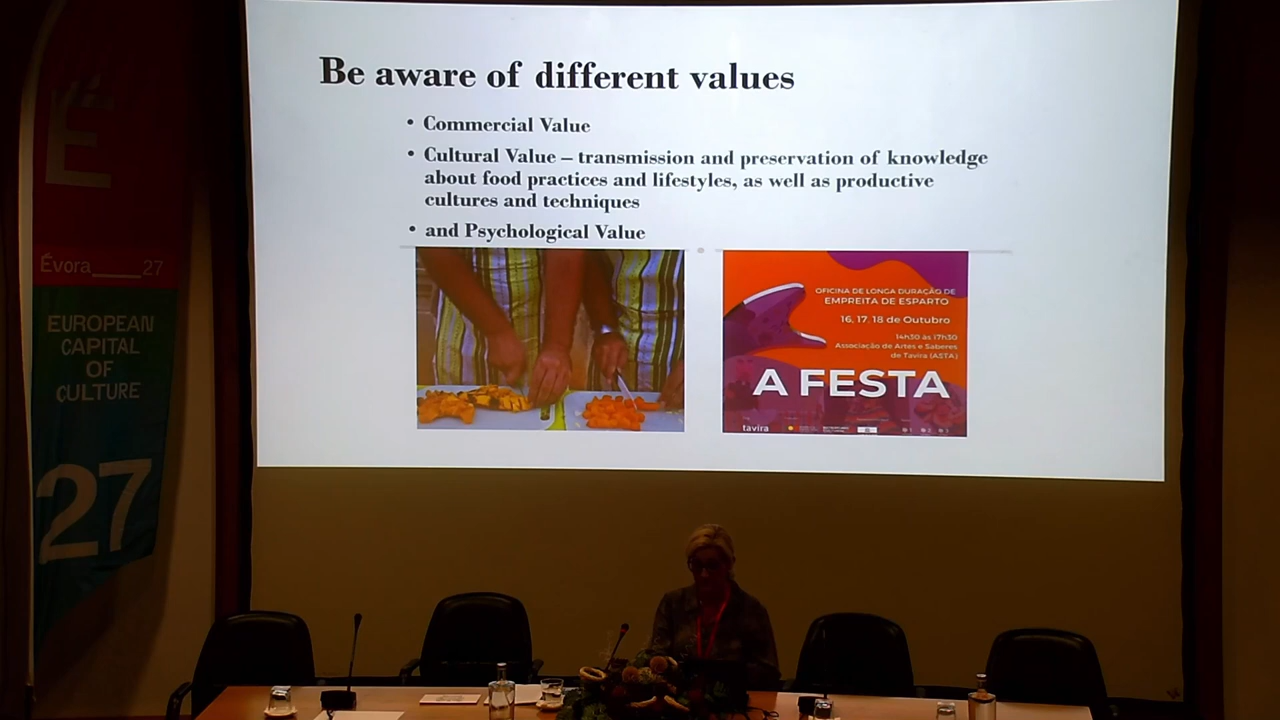 Be aware of different values
• Commercial Value
• Cultural Value – transmission and preservation of knowledge
about food practices and lifestyles, as well as productive
cultures and techniques
• and Psychological Value
OFICINA DE LONGA DURAÇÃO DE
EMPREITA DE ESPARTO
16, 17, 18 de Outubro
14h30 às 17h30
Associação de Artes e Saberes
de Tavira (ASTA)
A FESTA
tavira
É
Évora____27
EUROPEAN
CAPITAL
OF
CULTURE
27